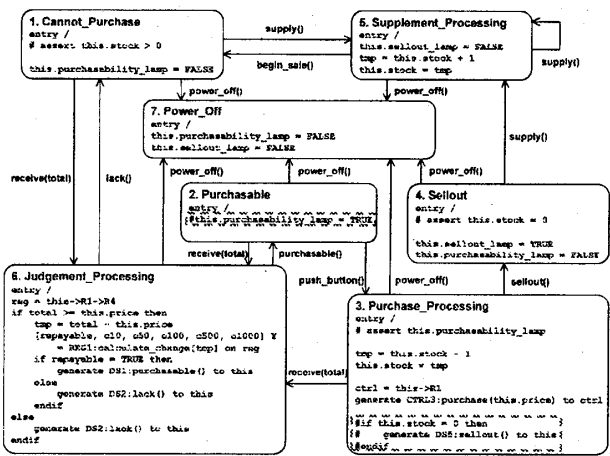 1. Cannot_Purchase
entry /
# assert this.stock > 0
this.purchasability_lamp = FALSE
supply()
begin_sale()
5. Supplement_Processing
entry /
this.sellout_lamp = FALSE
tmp = this.stock + 1
this.stock = tmp
supply()
power_off()
power_off()
7. Power_Off
entry /
this.purchasability_lamp = FALSE
this.sellout_lamp = FALSE
supply()
receive(total)
lack()
power_off()
power_off()
power_off()
2. Purchasable
entry /
#this.purchasability_lamp = TRUE
4. Sellout
entry /
# assert this.stock = 0
this.sellout_lamp = TRUE
this.purchasability_lamp = FALSE
receive(total)
purchasable()
push_button()
power_off()
sellout()
6. Judgement_Processing
entry /
reg = this->R1->R4
if total >= this.price then
tmp = total - this.price
[repayable, c10, c50, c100, c500, c1000] ¥
= RKG1:calculate_change[tmp] on reg
if repayable = TRUE then
generate DS1:purchasable() to this
else
generate DS2:lack() to this
endif
else
generate DS2:lack() to this
endif
receive(total)
3. Purchase_Processing
entry /
# assert this.purchasability_lamp
tmp = this.stock - 1
this.stock = tmp
ctrl = this->R1
generate CTRL3:purchase(this.price) to ctrl
#if this.stock = 0 then
# generate DS5:sellout() to this
#endif